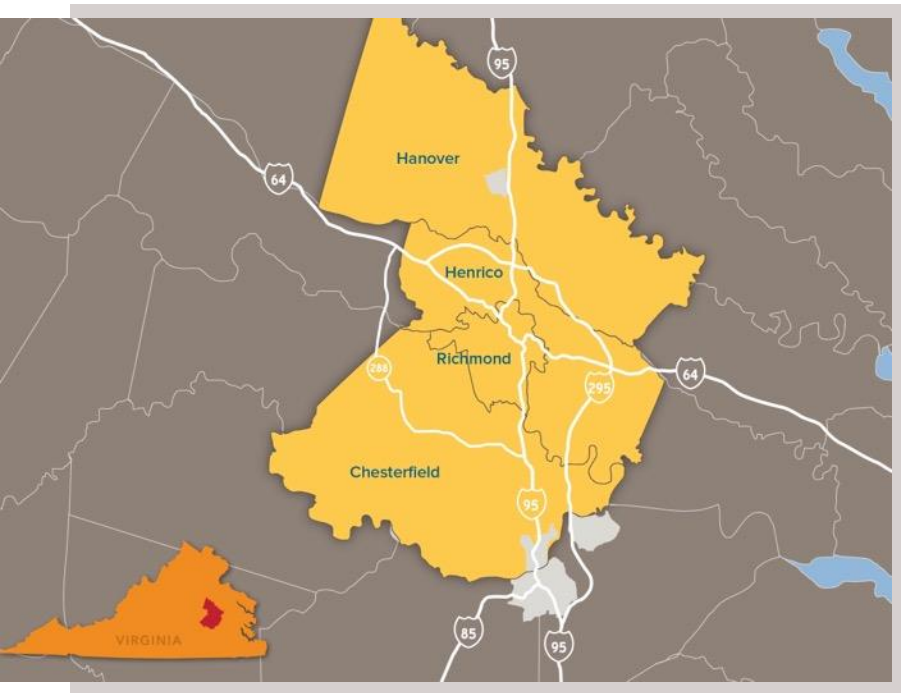 95
Hanover
64
Henrico
Richmond
288
295
64
Chesterfield
95
VIRGINIA
85
95